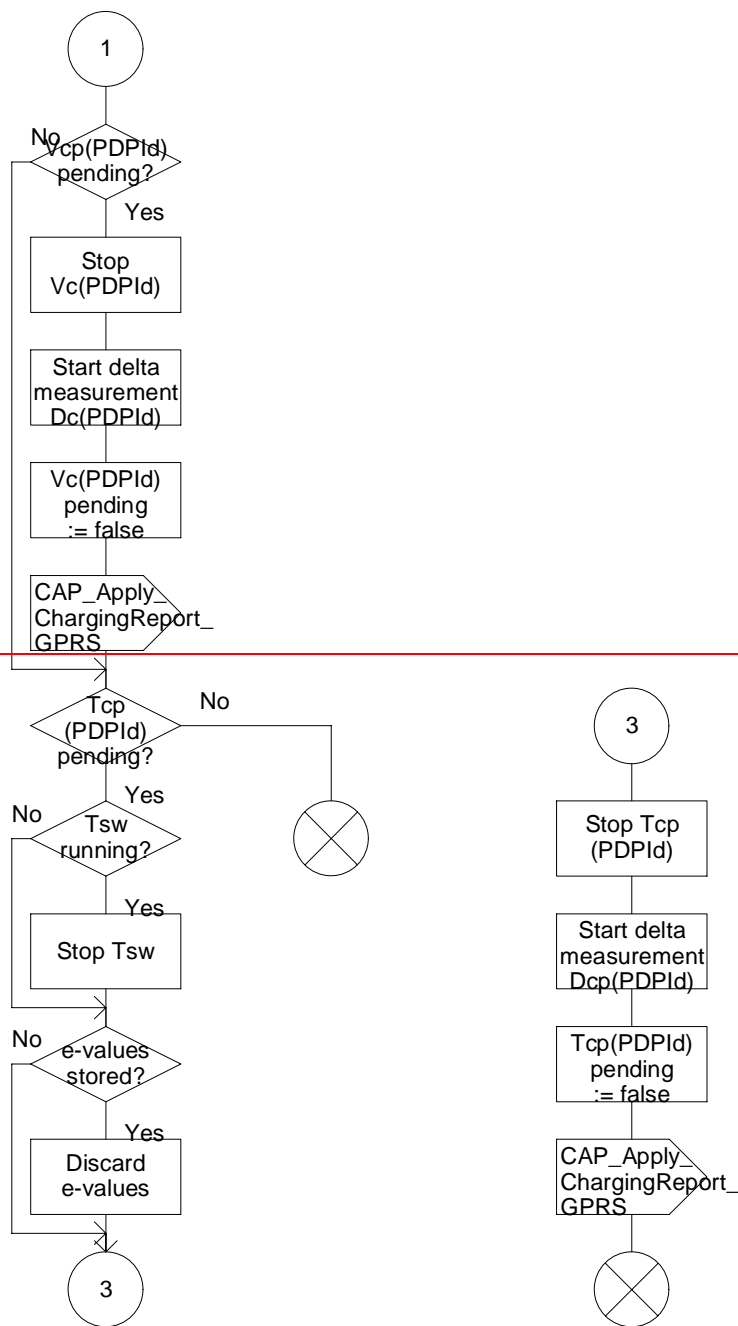 1
No
Vcp(PDPId)
pending?
Yes
Stop
Vc(PDPId)
Start delta
measurement
Dc(PDPId)
Vc(PDPId)
pending
:= false
CAP_Apply_
ChargingReport_
GPRS
Tcp
(PDPId)
pending?
No
Yes
No
Tsw
running?
Yes
Stop Tsw
No
e-values
stored?
Yes
Discard
e-values
3
3
Stop Tcp
(PDPId)
Start delta
measurement
Dcp(PDPId)
Tcp(PDPId)
pending
:= false
CAP_Apply_
ChargingReport_
GPRS